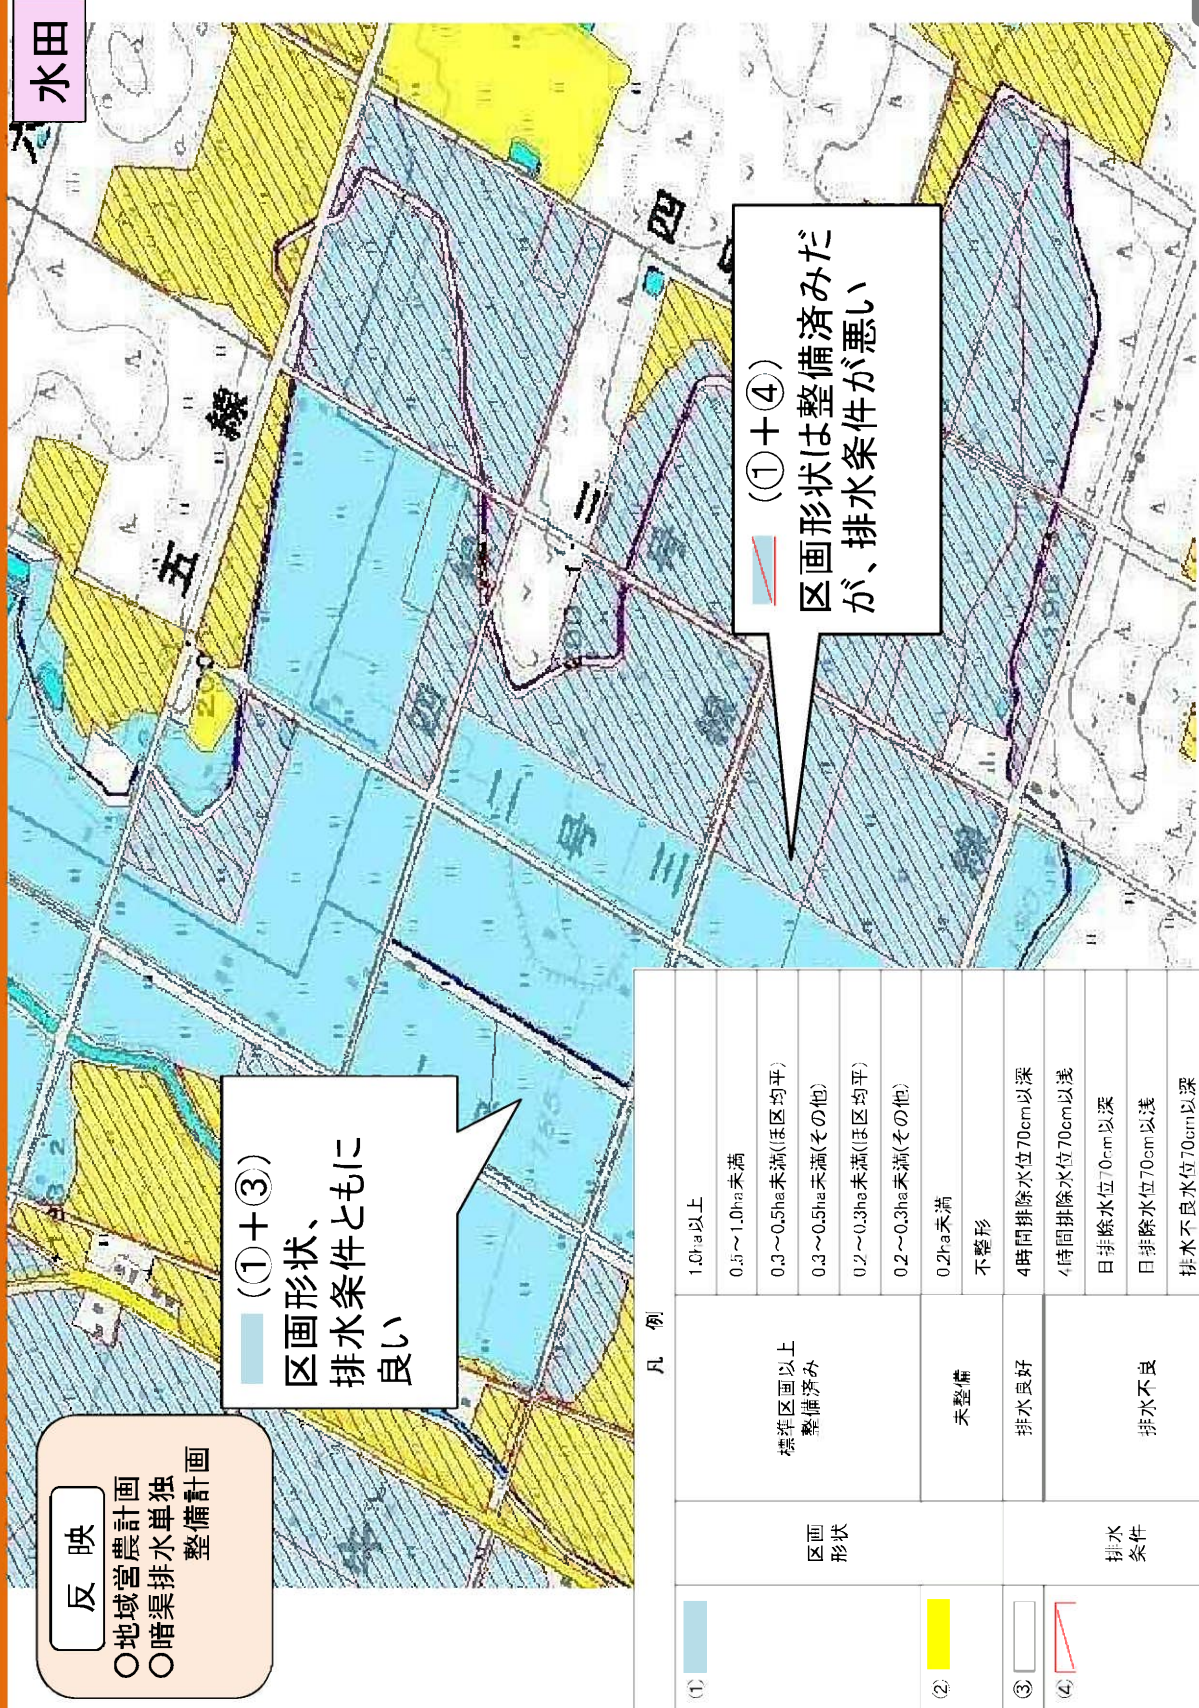 水田
反 映
○地域営農計画
○暗渠排水単独
整備計画
(①+③)
区画形状、
排水条件ともに
良い
(①+④)
区画形状は整備済みだ
が、排水条件が悪い
五
線
四
二
号
三
凡 例
①
区画
形状
標準区画以上
整備済み
1.0ha以上
0.5~1.0ha未満
0.3~0.5ha未満(ほ区均平)
0.3~0.5ha未満(その他)
0.2~0.3ha未満(ほ区均平)
0.2~0.3ha未満(その他)
②
未整備
0.2ha未満
不整形
③
排水
条件
排水良好
4時間排除水位70cm以深
④
排水不良
4時間排除水位70cm以浅
日排除水位70cm以深
日排除水位70cm以浅
排水不良水位70cm以深